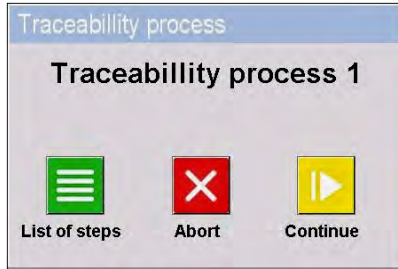 Traceabillity process
Traceabillity process 1
List of steps Abort Continue